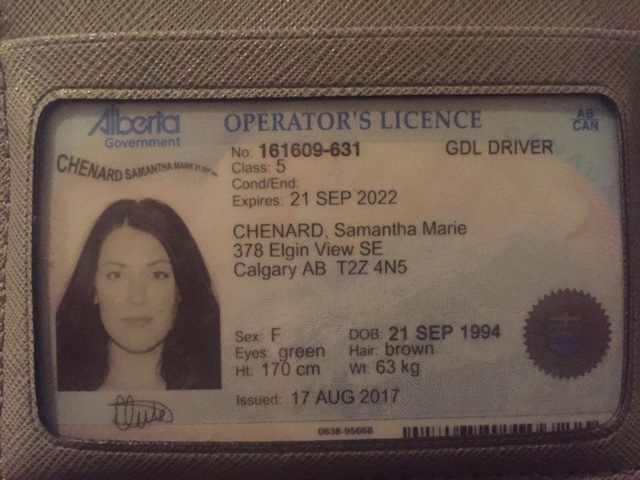 Alberta
Government
OPERATOR'S LICENCE
AB
CAN
No: 161609-631
GDL DRIVER
Class: 5
Cond/End:
Expires: 21 SEP 2022
CHENARD, Samantha Marie
378 Elgin View SE
Calgary AB T2Z 4N5
Sex: F DOB: 21 SEP 1994
Eyes: green Hair: brown
Ht: 170 cm Wt: 63 kg
Issued: 17 AUG 2017
CHENARD SAMANTHA MARIE